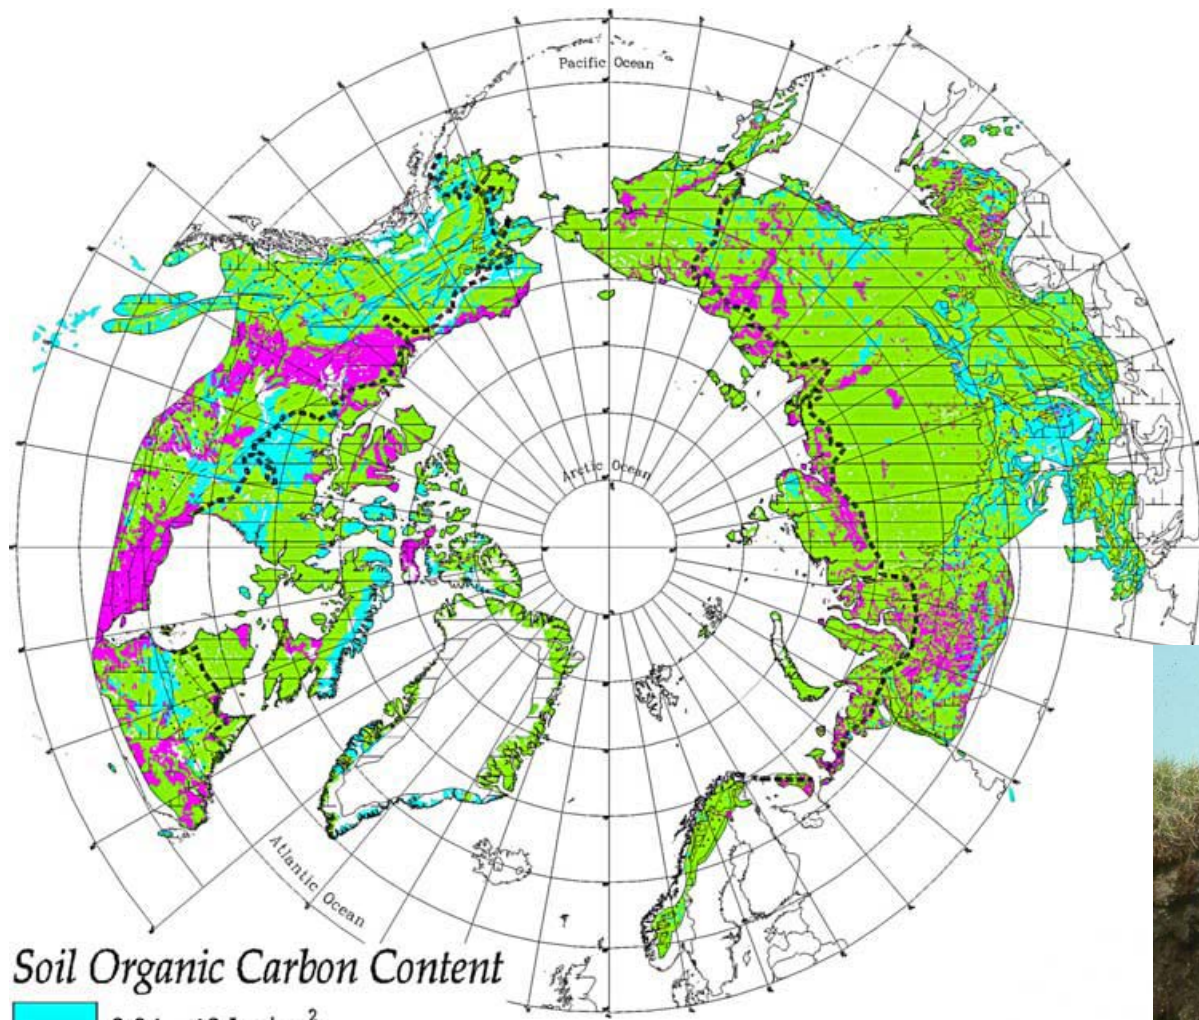 Pacific Ocean
Arctic Ocean
Atlantic Ocean
Soil Organic Carbon Content